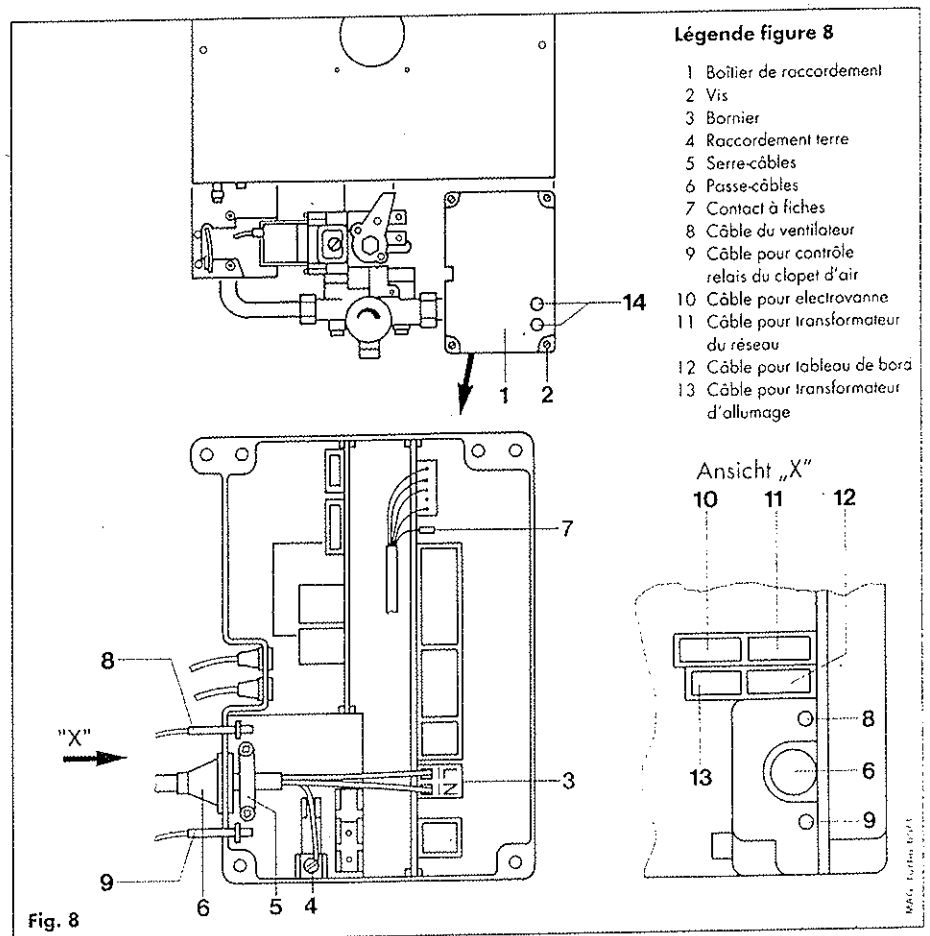 Légende figure 8
1 Boîtier de raccordement
2 Vis
3 Bornier
4 Raccordement terre
5 Serre-câbles
6 Passe-câbles
7 Contact à fiches
8 Câble du ventilateur
9 Câble pour contrôle
relais du clopet d'air
10 Câble pour electrovanne
11 Câble pour transformateur
du réseau
12 Câble pour tableau de bord
13 Câble pour transformateur
d'allumage
14
1 2
Ansicht „X"
10 11 12
7
8
"X"
3
9
6 5 4
8
6
9
13
Fig. 8